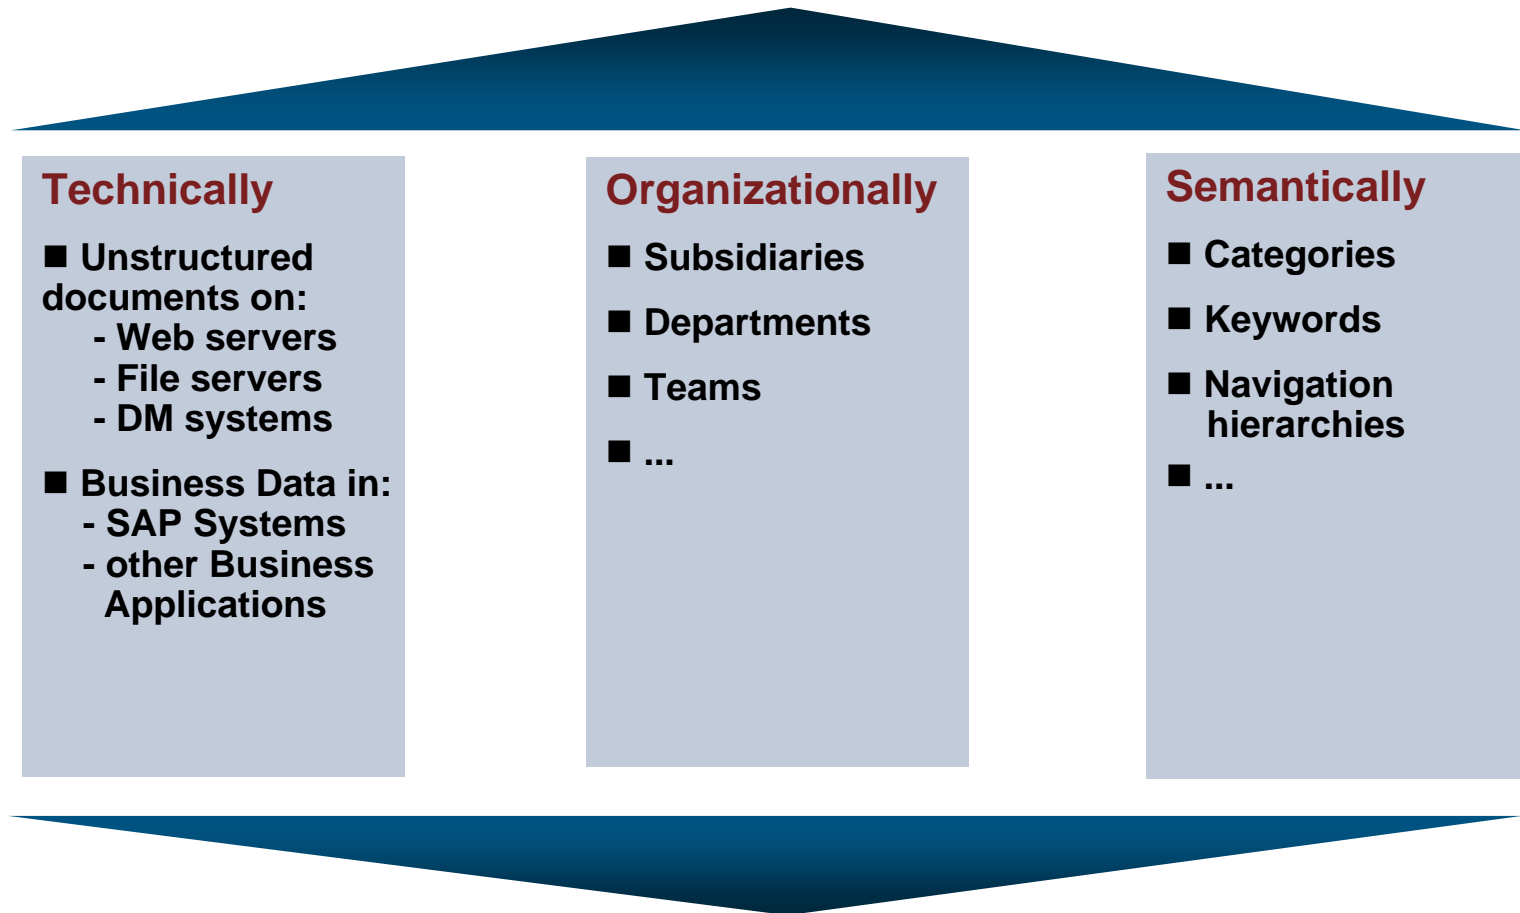 Technically
■ Unstructured
documents on:
- Web servers
- File servers
- DM systems
■ Business Data in:
- SAP Systems
- other Business
Applications
Organizationally
■ Subsidiaries
■ Departments
■ Teams
■ ...
Semantically
■ Categories
■ Keywords
■ Navigation
hierarchies
■ ...